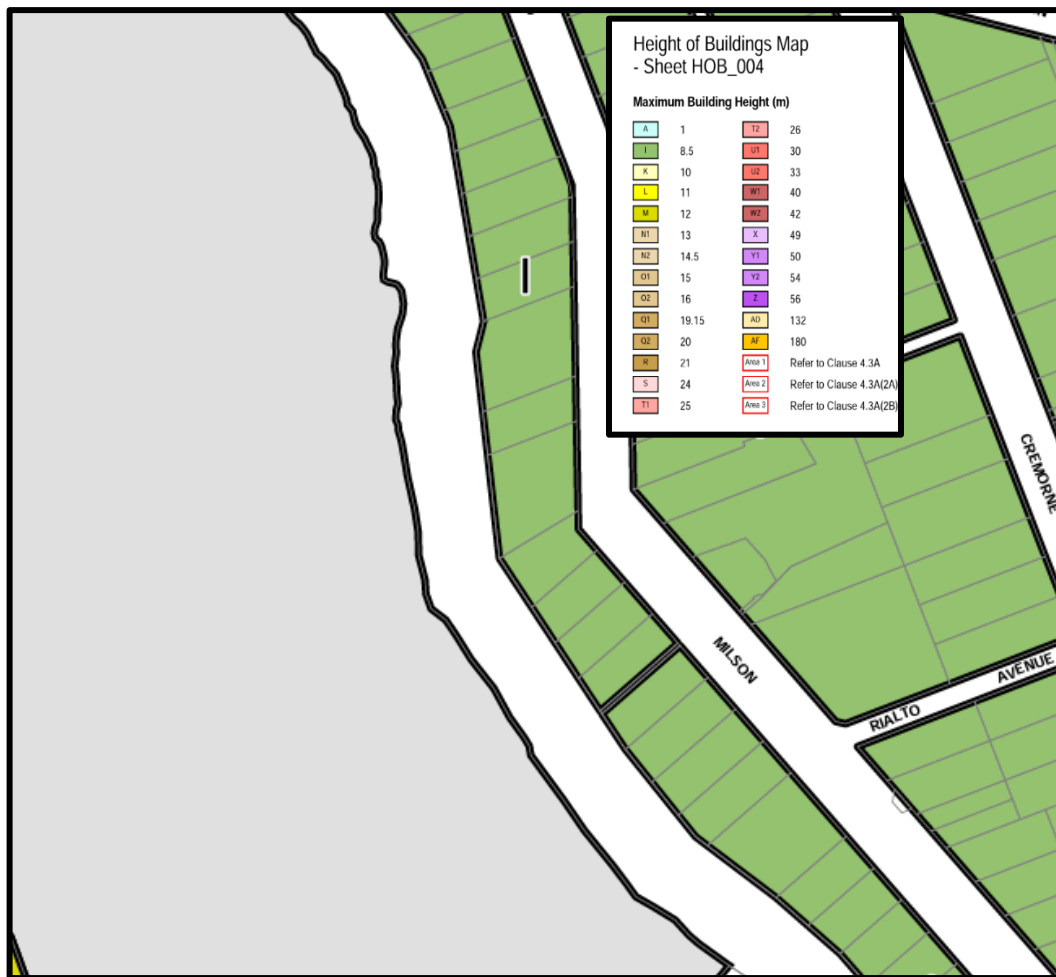 Height of Buildings Map
- Sheet HOB_004
Maximum Building Height (m)
A 1
I 8.5
K 10
L 11
M 12
N1 13
N2 14.5
O1 15
O2 16
Q1 19.15
Q2 20
R 21
S 24
T1 25
T2 26
U1 30
U2 33
W1 40
W2 42
X 49
Y1 50
Y2 54
Z 56
AD 132
AF 180
Area 1 Refer to Clause 4.3A
Area 2 Refer to Clause 4.3A(2A)
Area 3 Refer to Clause 4.3A(2B)
I
CREMORNE
MILSON
RIALTO AVENUE